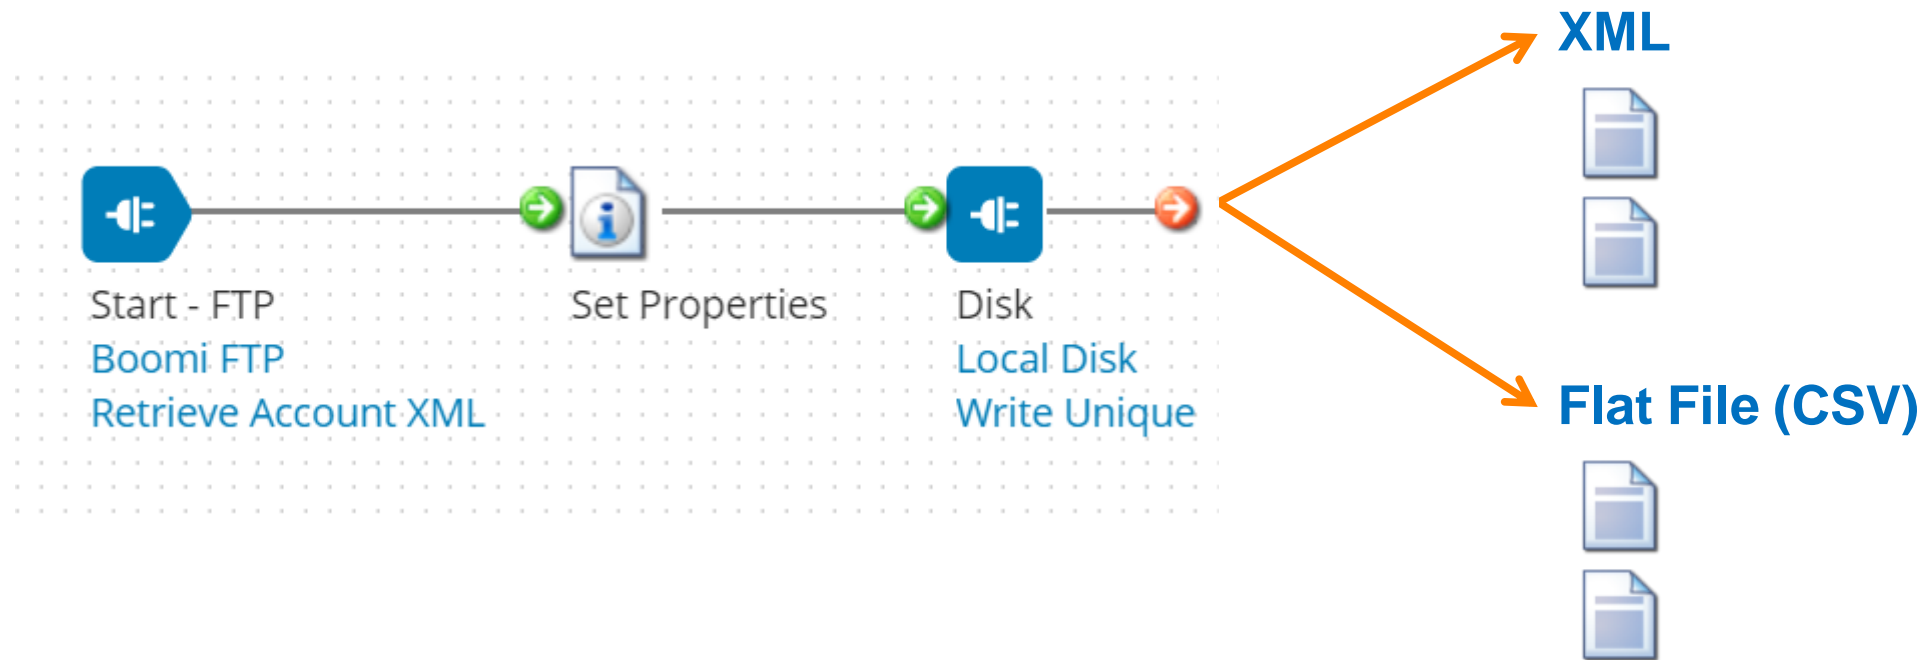 XML
Start - FTP
Boomi FTP
Retrieve Account XML
Set Properties
Disk
Local Disk
Write Unique
Flat File (CSV)